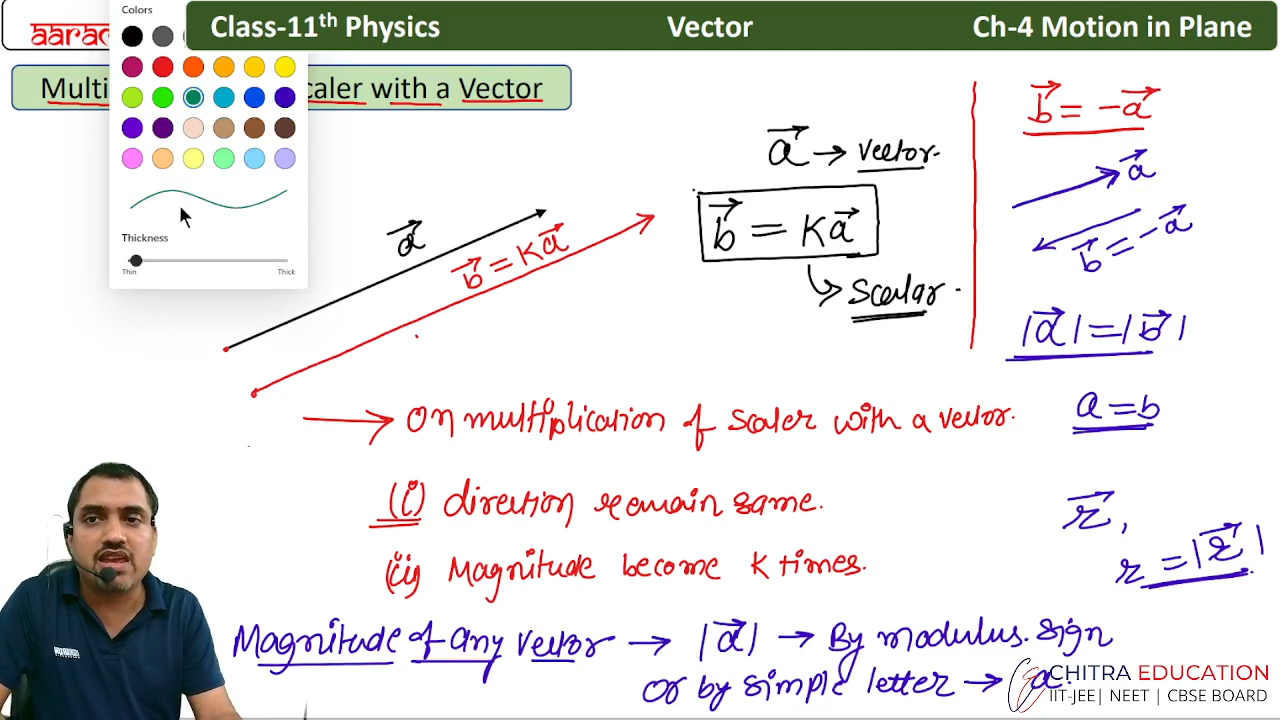 Colors
aarac
Class-11th Physics
Vector
Ch-4 Motion in Plane
Multi caler with a Vector
Thickness
Thin Thick
a⃗
b⃗ = Ka⃗
a⃗ → vector.
b⃗ = Ka⃗
↳ Scalar.
b⃗ = -a⃗
a⃗
b⃗ = -a⃗
|a⃗| = |b⃗|
a = b
r⃗,
r = |r⃗|
→ On multiplication of Scaler with a vector.
(i) direction remain same.
(ii) Magnitude become K times.
Magnitude of any vector → |a⃗| → By modulus sign
or by simple letter → a.
CHITRA EDUCATION
IIT-JEE| NEET | CBSE BOARD